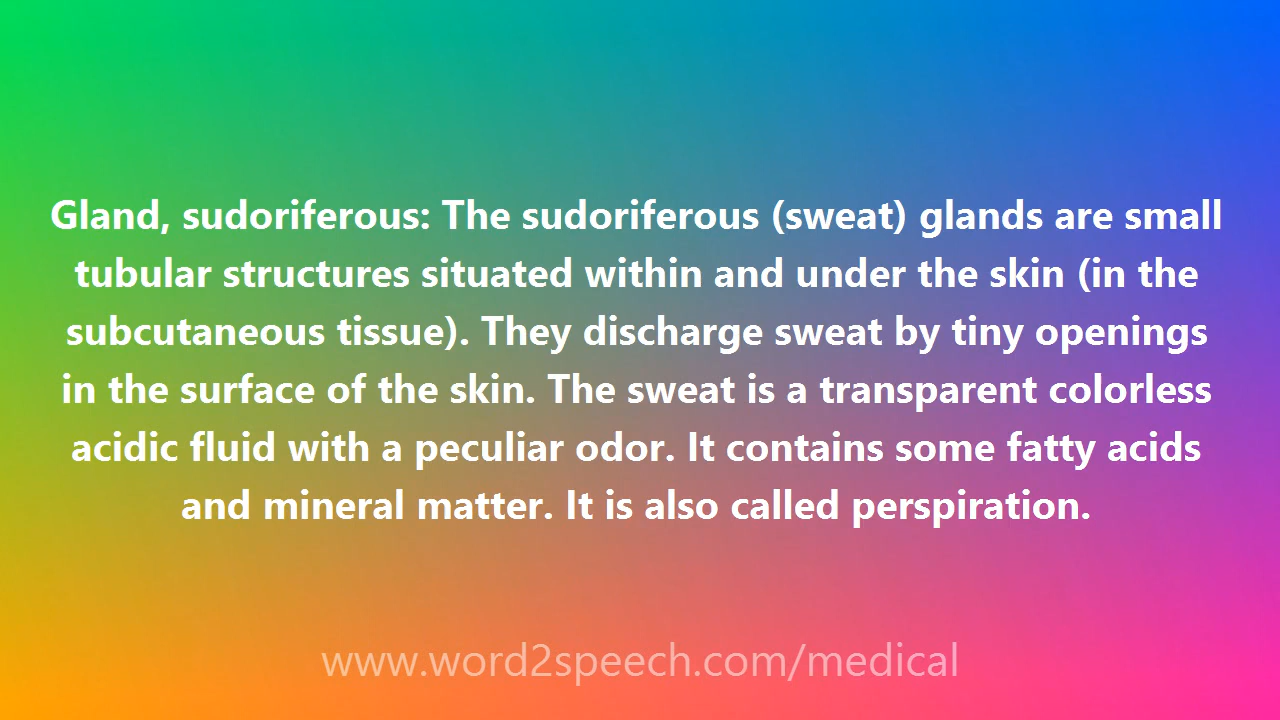 Gland, sudoriferous: The sudoriferous (sweat) glands are small
tubular structures situated within and under the skin (in the
subcutaneous tissue). They discharge sweat by tiny openings
in the surface of the skin. The sweat is a transparent colorless
acidic fluid with a peculiar odor. It contains some fatty acids
and mineral matter. It is also called perspiration.
www.word2speech.com/medical